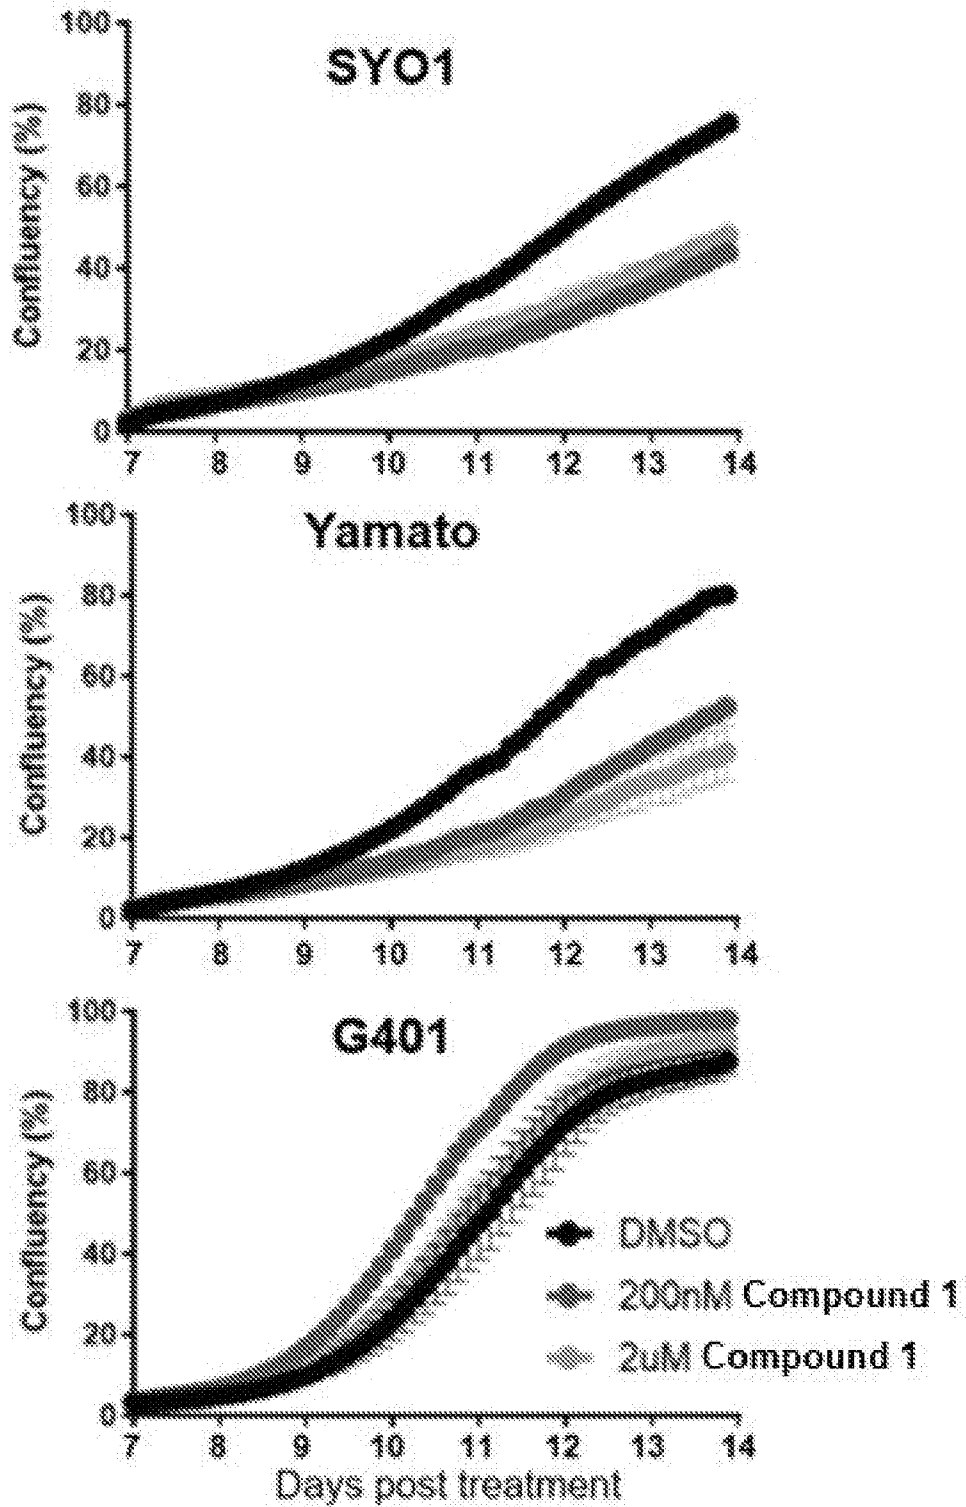 SYO1
Confluency (%)
100
80
60
40
20
0
7 8 9 10 11 12 13 14
Yamato
Confluency (%)
100
80
60
40
20
0
7 8 9 10 11 12 13 14
G401
Confluency (%)
100
80
60
40
20
0
7 8 9 10 11 12 13 14
Days post treatment
DMSO
200nM Compound 1
2uM Compound 1